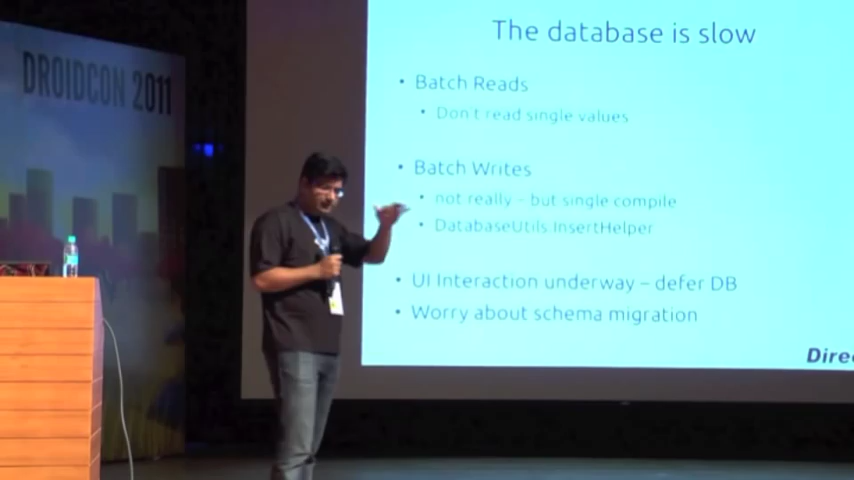 DROIDCON 2011
The database is slow
• Batch Reads
• Don't read single values
• Batch Writes
• not really – but single compile
• DatabaseUtils.InsertHelper
• UI Interaction underway – defer DB
• Worry about schema migration